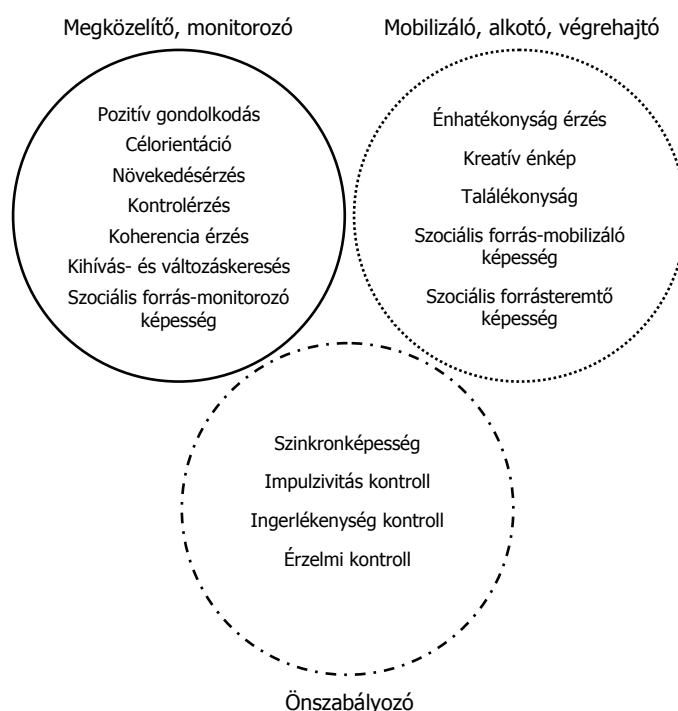 Megközelítő, monitorozó
Mobilizáló, alkotó, végrehajtó
Pozitív gondolkodás
Célorientáció
Növekedésérzés
Kontrolérzés
Koherencia érzés
Kihívás- és változáskeresés
Szociális forrás-monitorozó
képesség
Énhatékonyság érzés
Kreatív énkép
Találékonyság
Szociális forrás-mobilizáló
képesség
Szociális forrásteremtő
képesség
Szinkronképesség
Impulzivitás kontroll
Ingerlékenység kontroll
Érzelmi kontroll
Önszabályozó